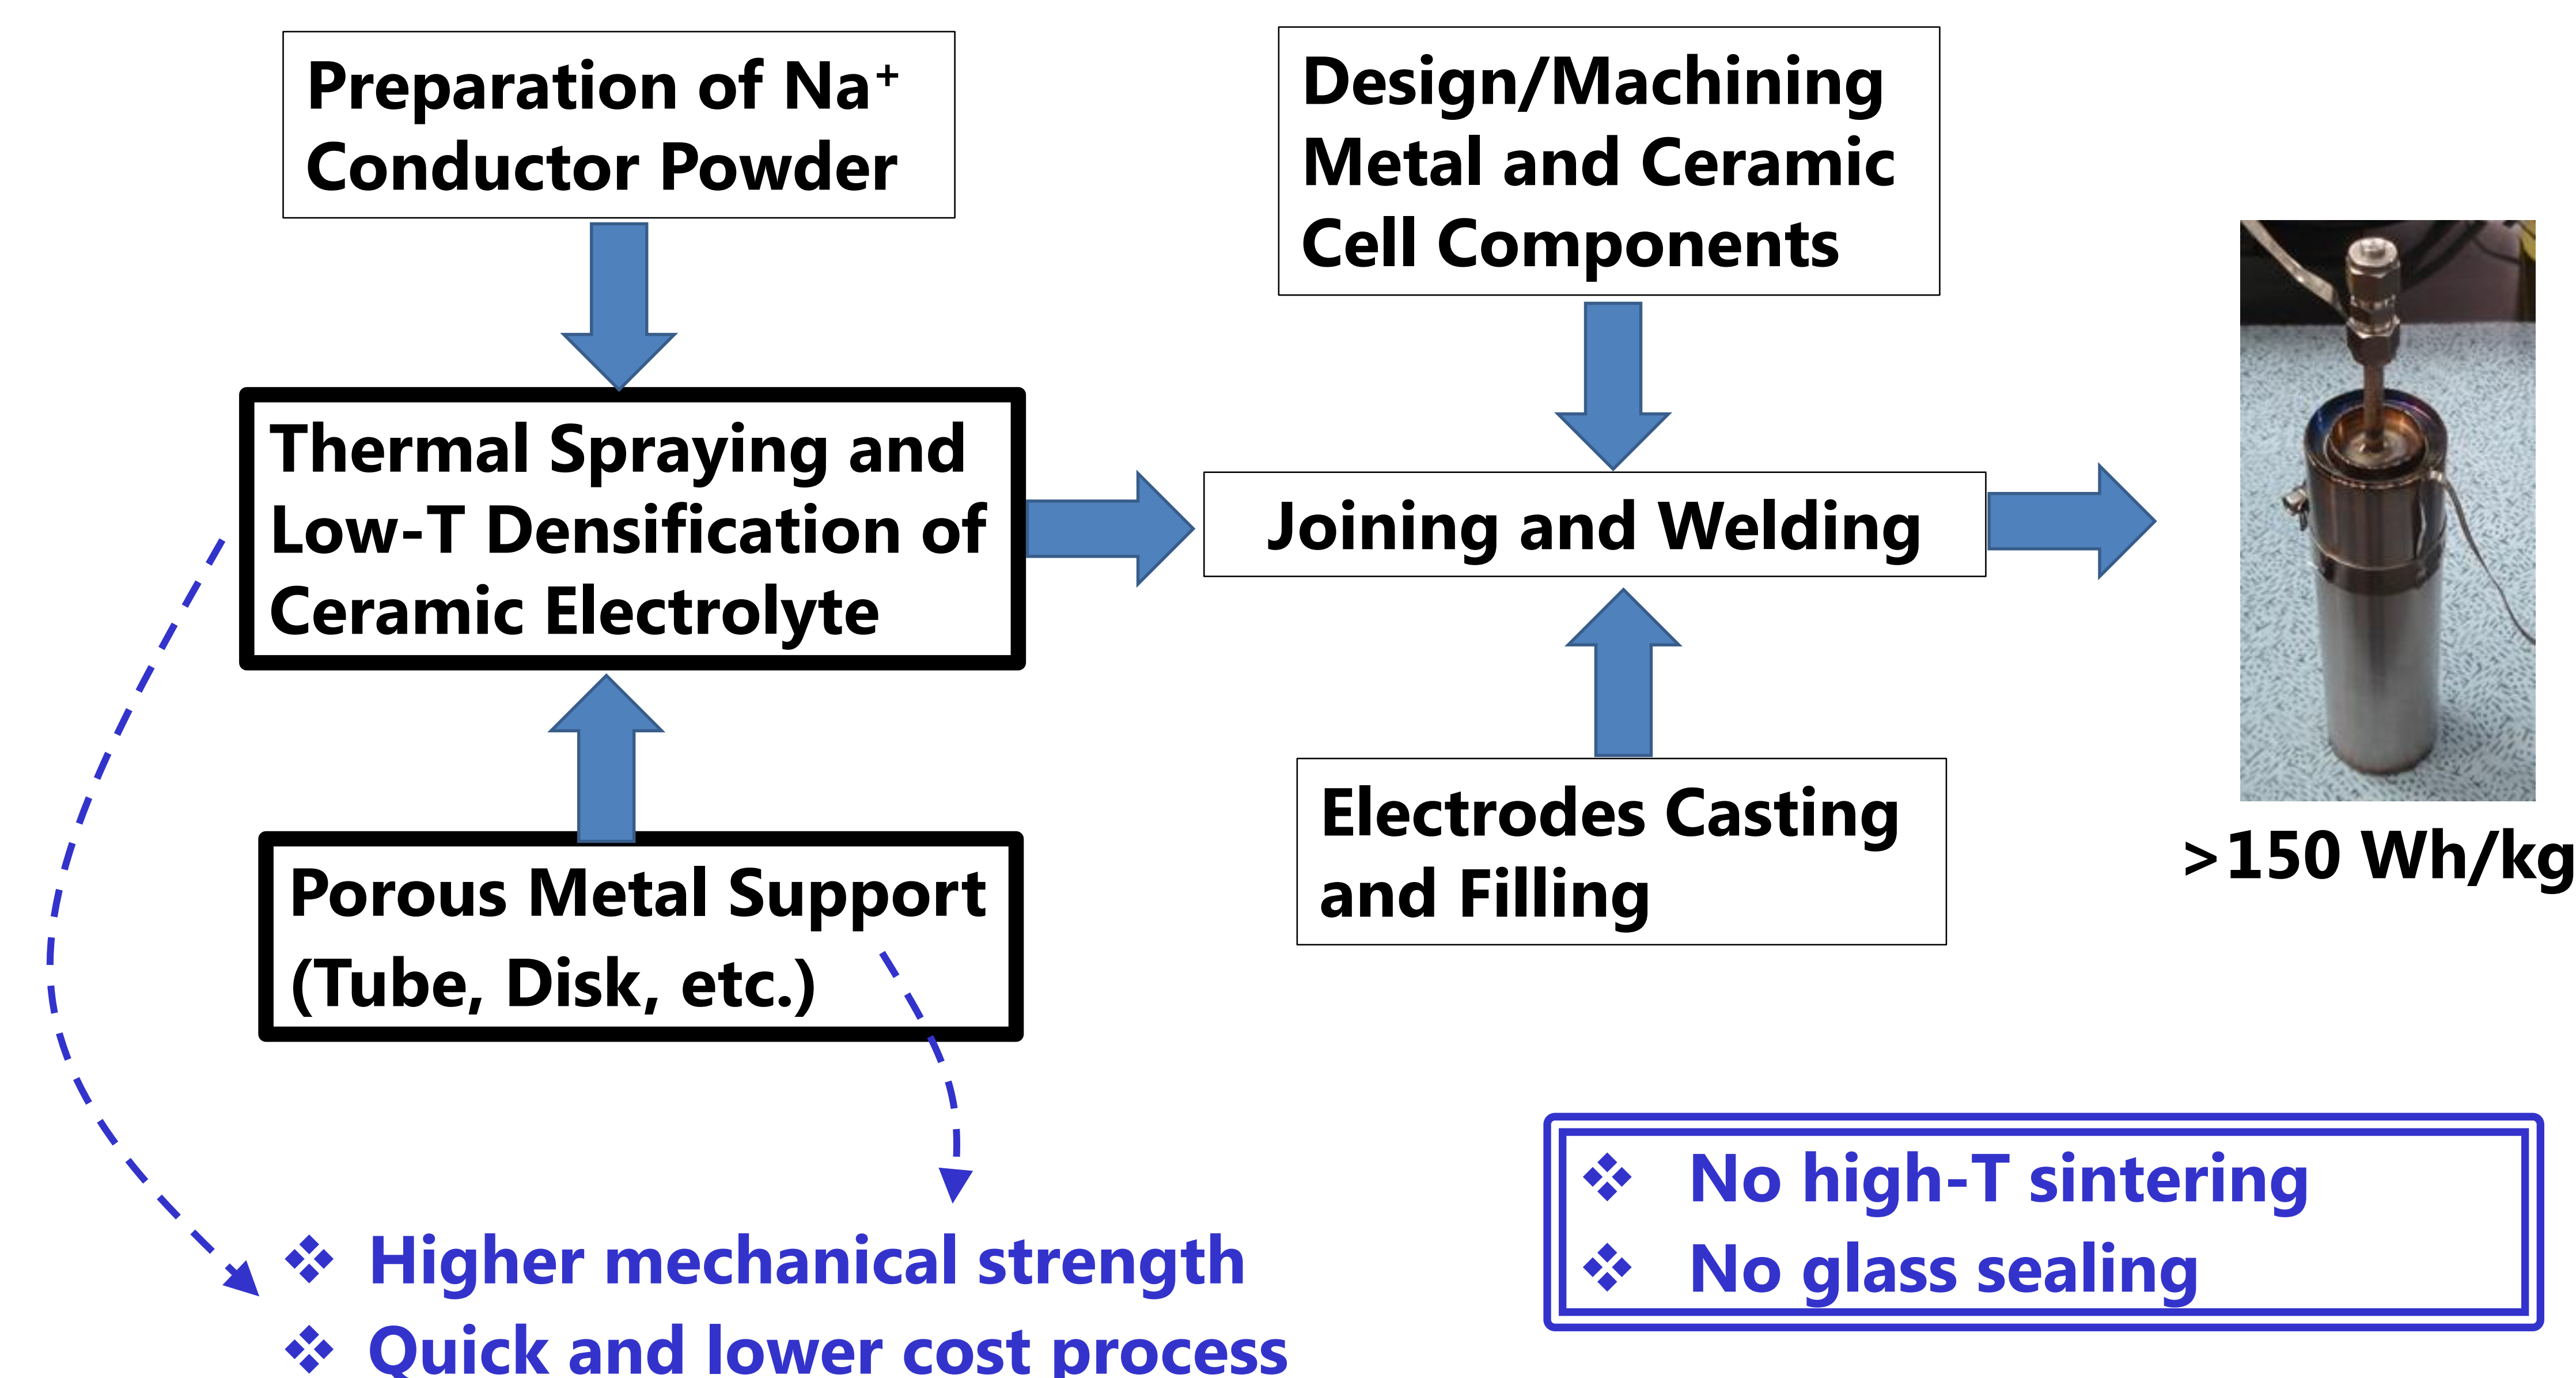 Preparation of Na⁺
Conductor Powder
Design/Machining
Metal and Ceramic
Cell Components
Thermal Spraying and
Low-T Densification of
Ceramic Electrolyte
Joining and Welding
Porous Metal Support
(Tube, Disk, etc.)
Electrodes Casting
and Filling
>150 Wh/kg
❖ Higher mechanical strength
❖ Quick and lower cost process
❖ No high-T sintering
❖ No glass sealing